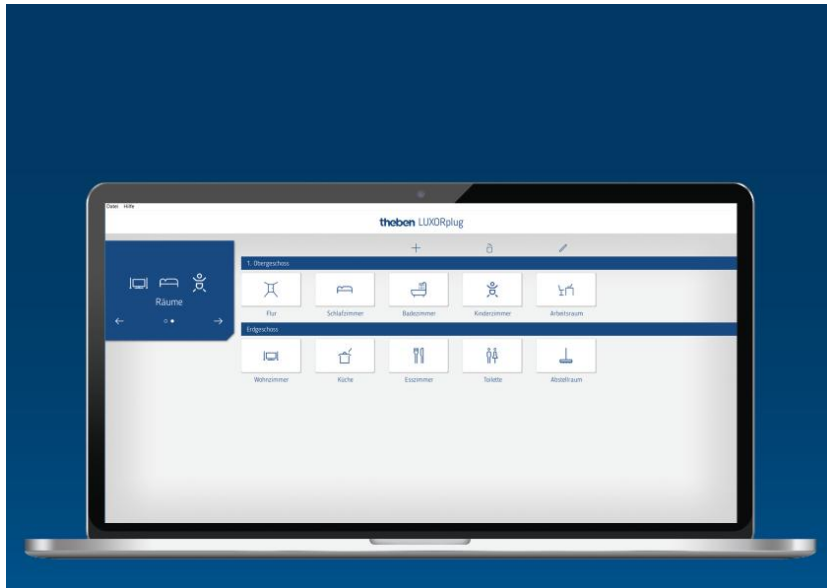 Datei Hilfe
theben LUXORplug
Räume
1. Obergeschoss
Flur Schlafzimmer Badezimmer Kinderzimmer Arbeitsraum
Erdgeschoss
Wohnzimmer Küche Esszimmer Toilette Abstellraum